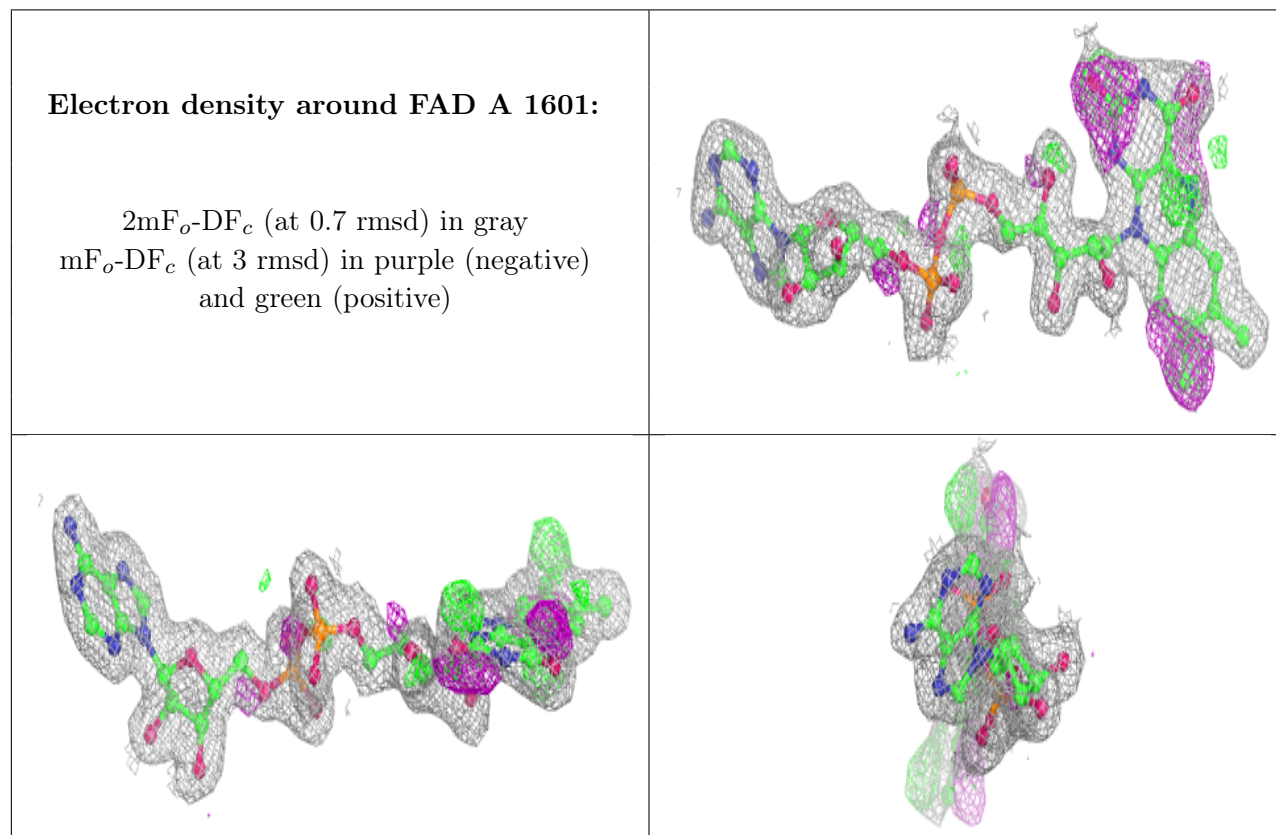 Electron density around FAD A 1601:
2mFo-DFc (at 0.7 rmsd) in gray
mFo-DFc (at 3 rmsd) in purple (negative)
and green (positive)